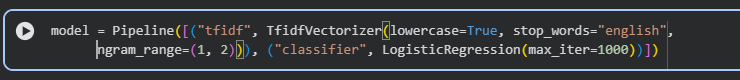 model = Pipeline([("tfidf", TfidfVectorizer(lowercase=True, stop_words="english",
ngram_range=(1, 2))), ("classifier", LogisticRegression(max_iter=1000))])